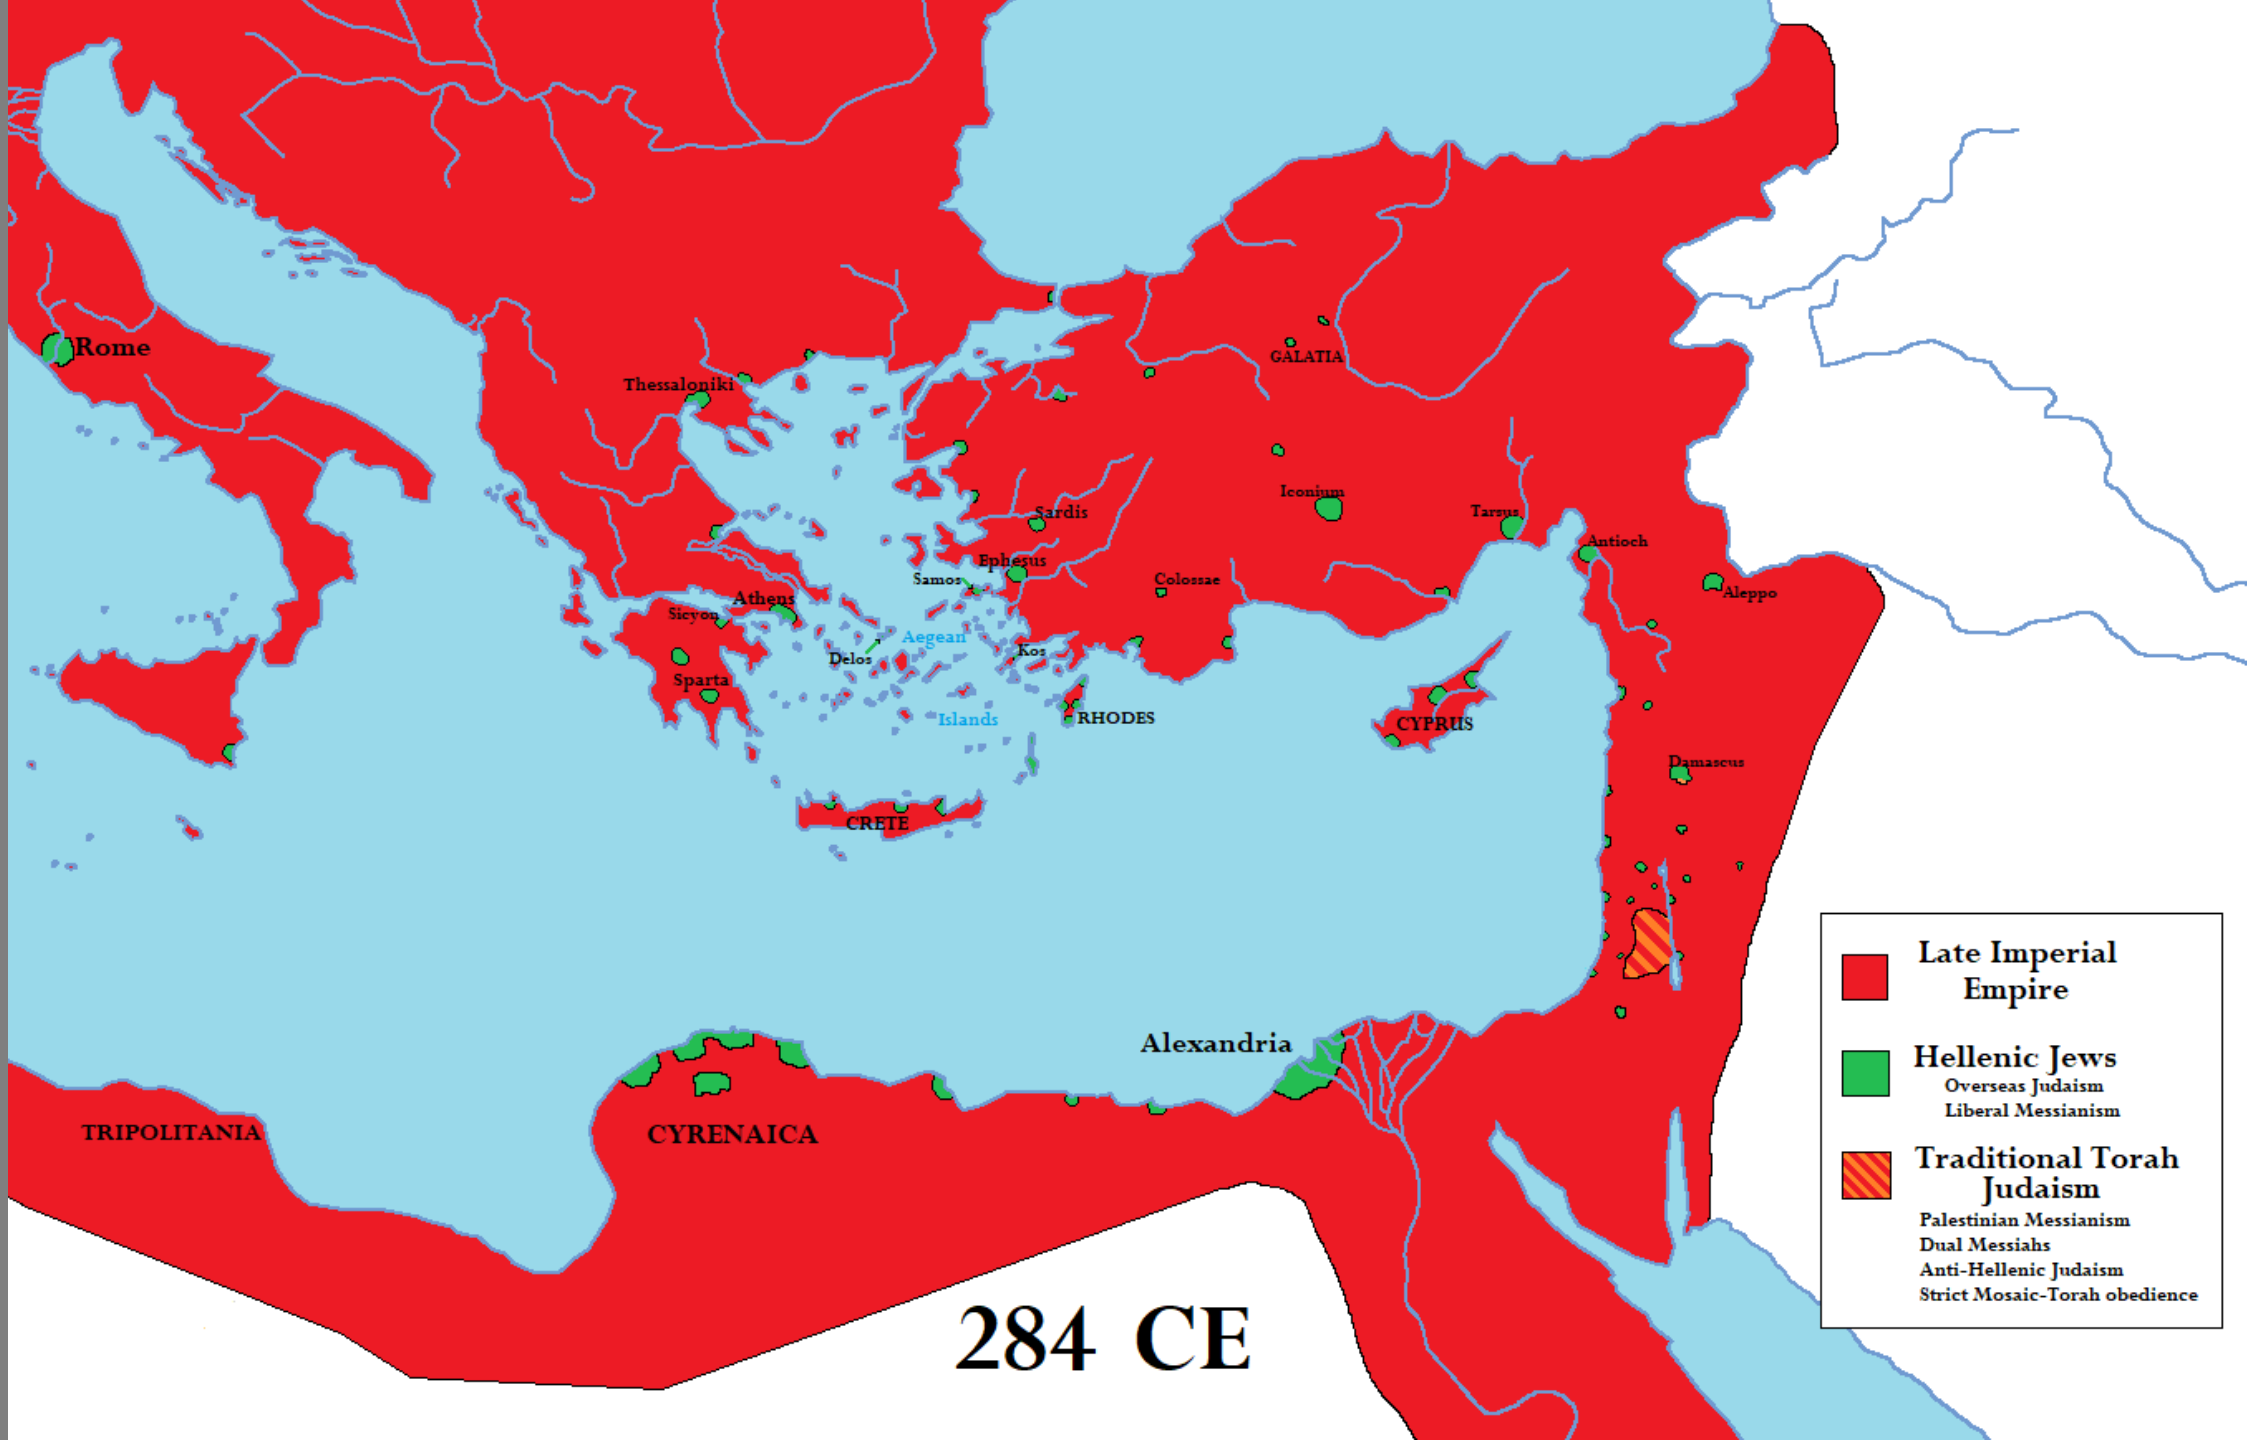 Rome
Thessaloniki
GALATIA
Iconium
Sardis
Tarsus
Antioch
Ephesus
Samos
Colossae
Aleppo
Athens
Sicyon
Aegean
Delos
Kos
Sparta
Islands
RHODES
CYPRUS
Damascus
CRETE
Alexandria
TRIPOLITANIA
CYRENAICA
284 CE
Late Imperial
Empire
Hellenic Jews
Overseas Judaism
Liberal Messianism
Traditional Torah
Judaism
Palestinian Messianism
Dual Messiahs
Anti-Hellenic Judaism
Strict Mosaic-Torah obedience